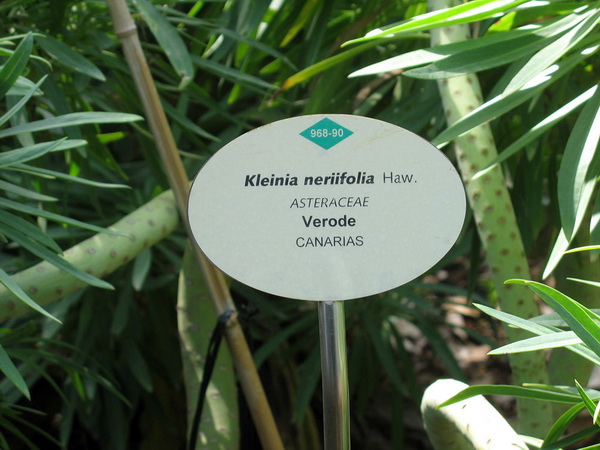 968-90
Kleinia neriifolia Haw.
ASTERACEAE
Verode
CANARIAS